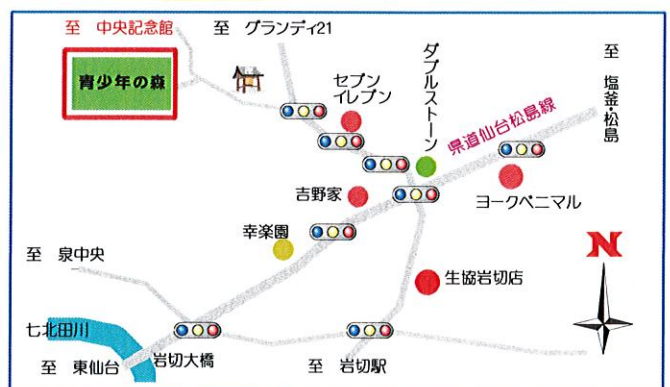 至 中央記念館
至 グランディ21
青少年の森
セブン
イレブン
ダブルストーン
県道仙台松島線
至 塩釜・松島
吉野家
ヨークベニマル
幸楽園
至 泉中央
生協岩切店
N
七北田川
岩切大橋
至 東仙台
至 岩切駅